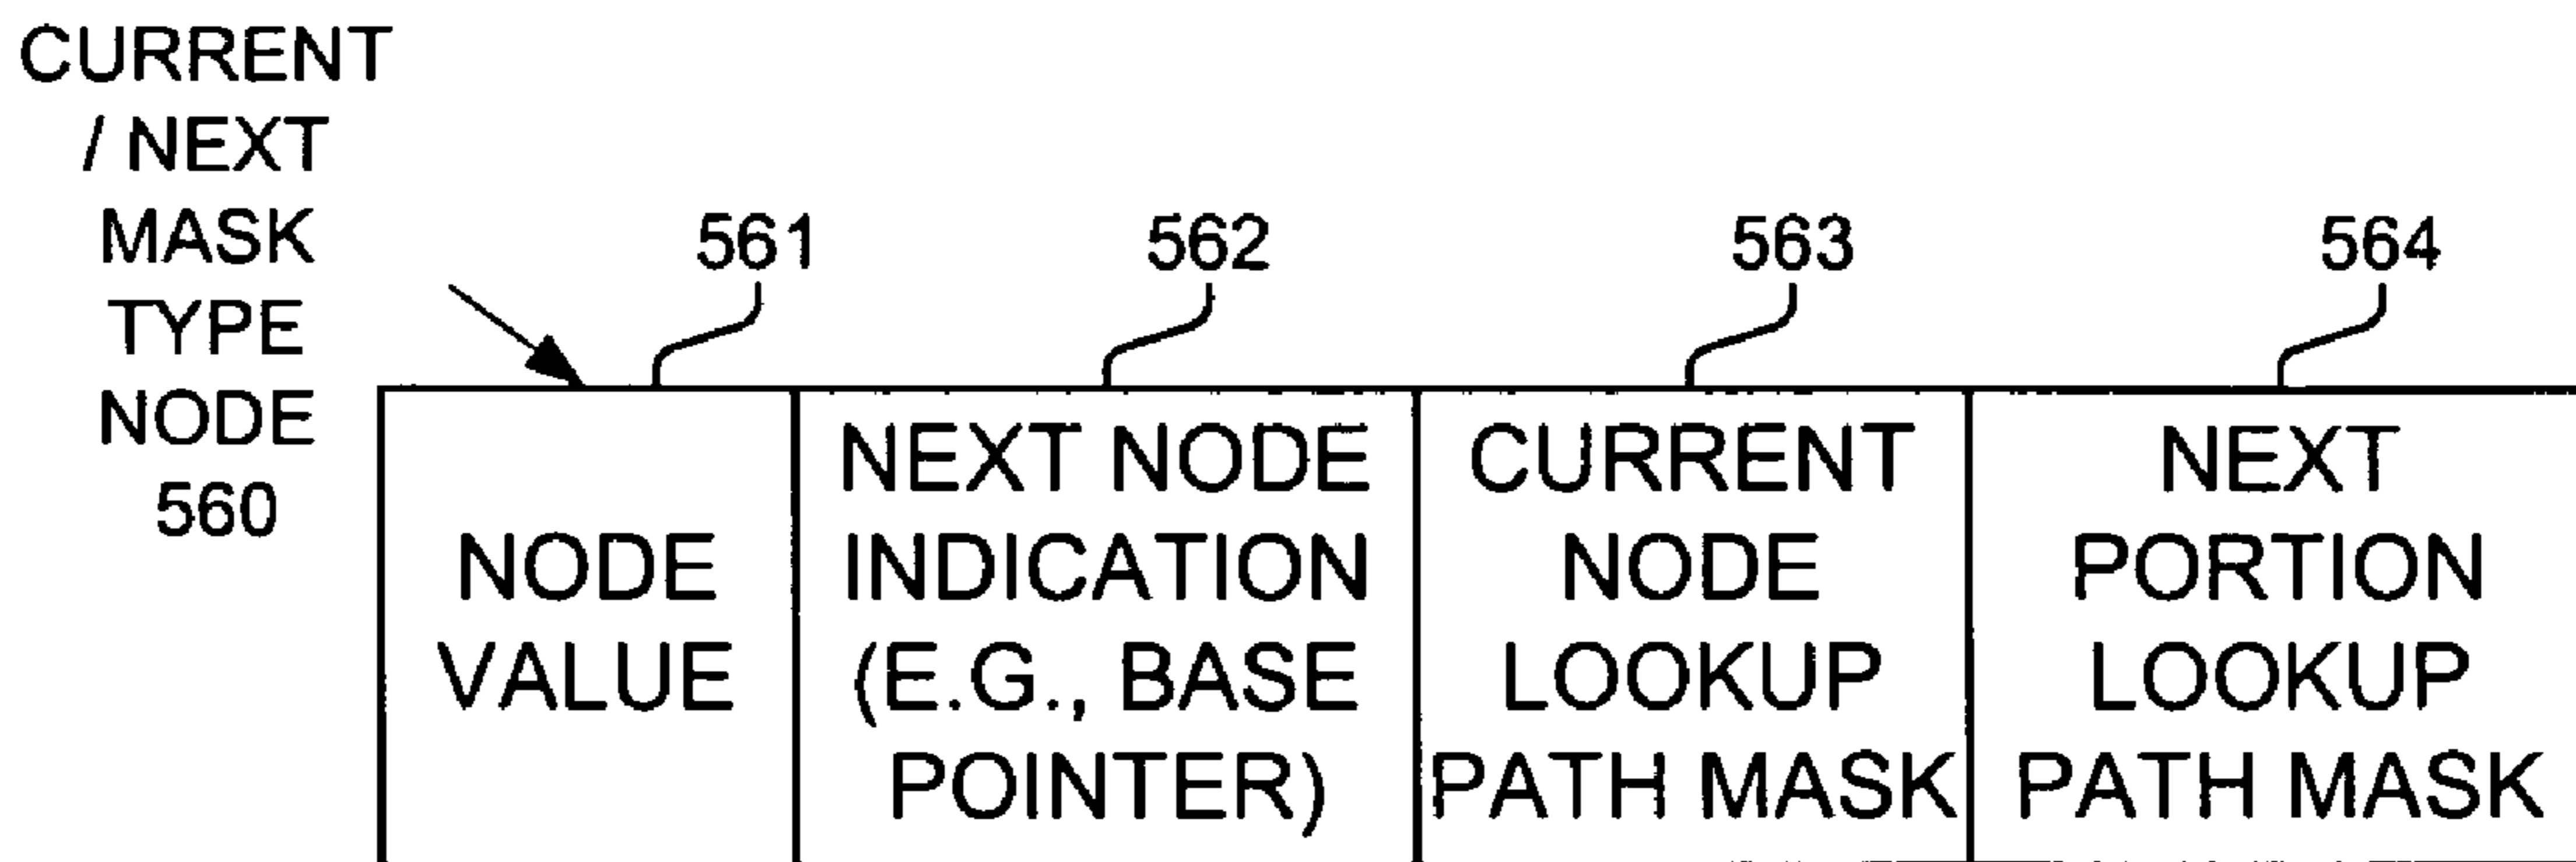 CURRENT
/ NEXT
MASK
TYPE
NODE
560
561
562
563
564
NODE
VALUE
NEXT NODE
INDICATION
(E.G., BASE
POINTER)
CURRENT
NODE
LOOKUP
PATH MASK
NEXT
PORTION
LOOKUP
PATH MASK